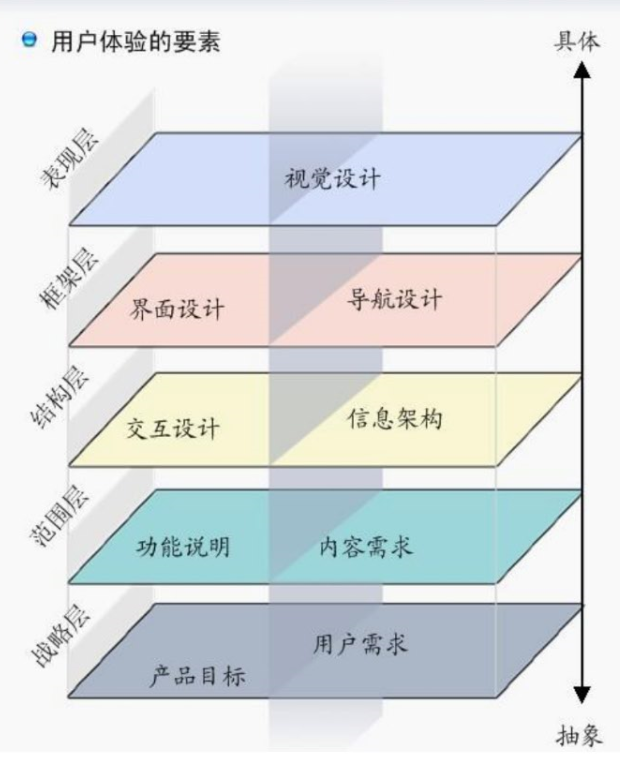 用户体验的要素
具体
表现层
视觉设计
框架层
界面设计
导航设计
结构层
交互设计
信息架构
范围层
功能说明
内容需求
战略层
用户需求
产品目标
抽象